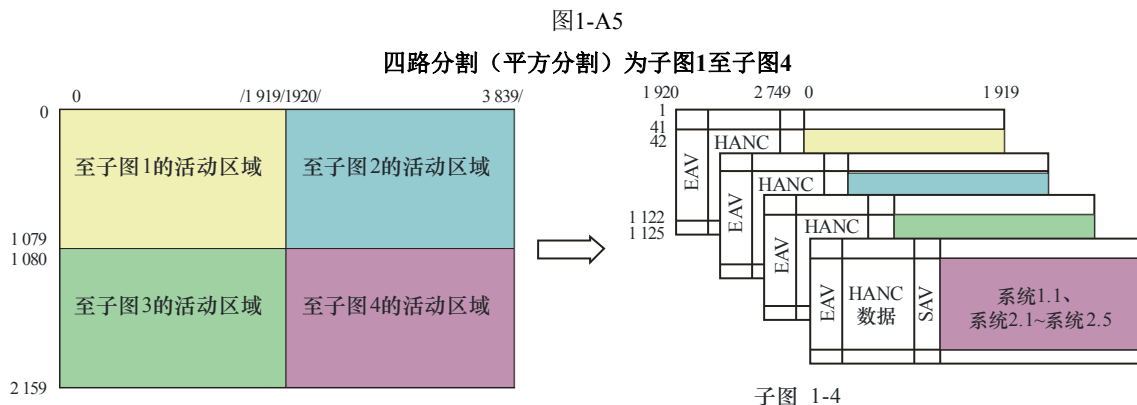 图1-A5
四路分割（平方分割）为子图1至子图4
0 /1 919/1920/ 3 839/
0
至子图1的活动区域
至子图2的活动区域
1 079
1 080
至子图3的活动区域
至子图4的活动区域
2 159
1 920 2 749 0 1 919
1
41
42
1 122
1 125
EAV
HANC
EAV
HANC
EAV
HANC
EAV
HANC
数据
SAV
系统1.1、
系统2.1~系统2.5
子图 1-4